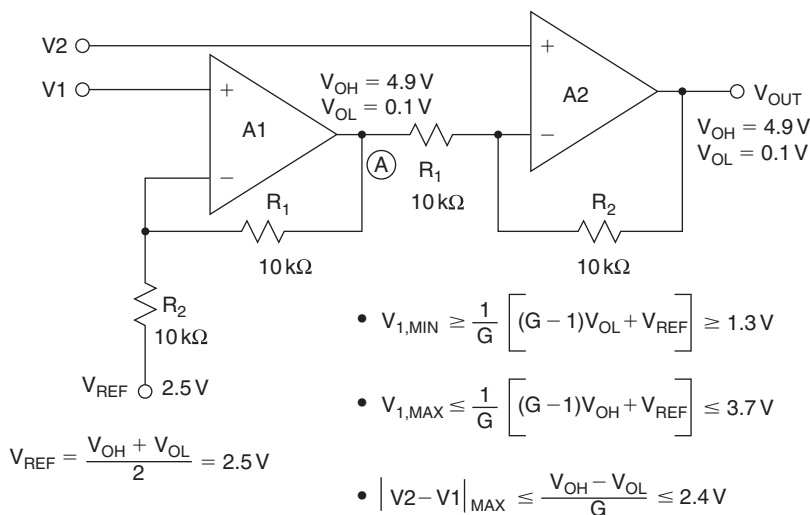 V2
V1
+
−
A1
V_OH = 4.9 V
V_OL = 0.1 V
A
R_1
10 kΩ
R_1
10 kΩ
R_2
10 kΩ
V_REF 2.5 V
+
−
A2
R_2
10 kΩ
V_OUT
V_OH = 4.9 V
V_OL = 0.1 V
V_REF = (V_OH + V_OL)/2 = 2.5 V
• V_1,MIN ≥ 1/G [(G − 1)V_OL + V_REF] ≥ 1.3 V
• V_1,MAX ≤ 1/G [(G − 1)V_OH + V_REF] ≤ 3.7 V
• |V2 − V1|_MAX ≤ (V_OH − V_OL)/G ≤ 2.4 V